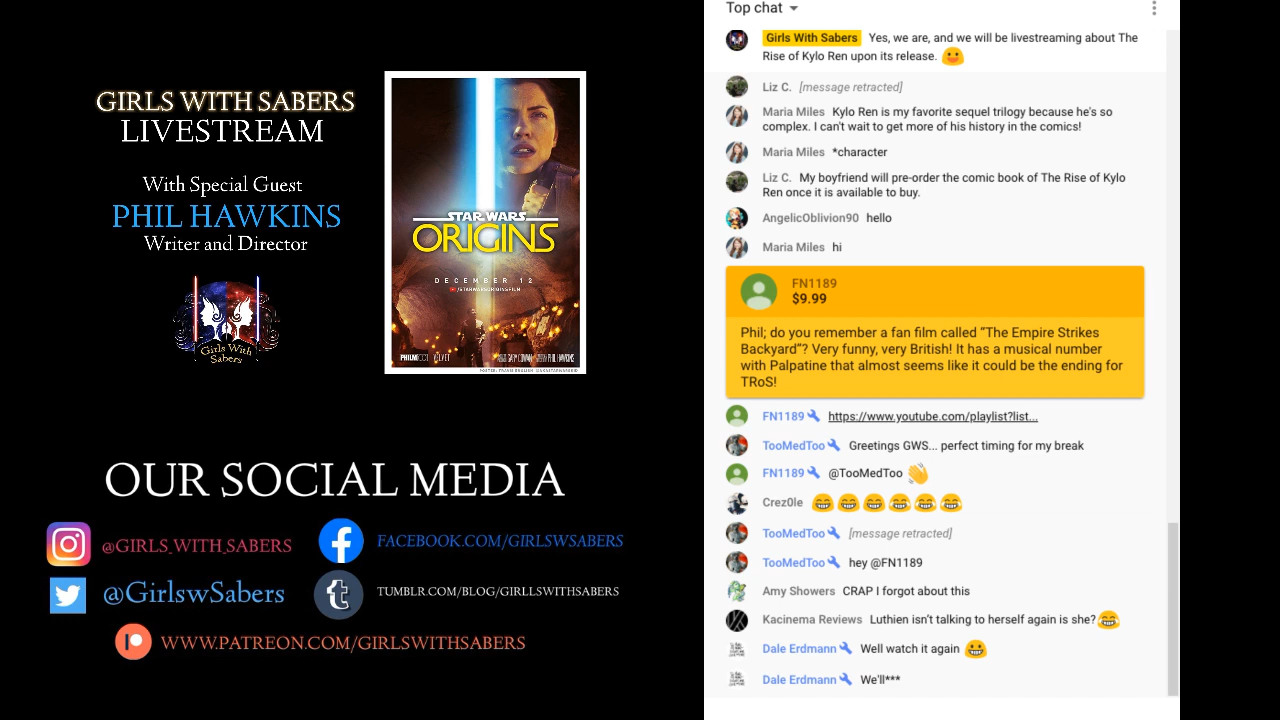 GIRLS WITH SABERS
LIVESTREAM
With Special Guest
PHIL HAWKINS
Writer and Director
Girls With
Sabers
STAR WARS
ORIGINS
DECEMBER 12
/STARWARSORIGINSFILM
OUR SOCIAL MEDIA
@GIRLS_WITH_SABERS
FACEBOOK.COM/GIRLSWSABERS
@GirlswSabers
TUMBLR.COM/BLOG/GIRLLSWITHSABERS
WWW.PATREON.COM/GIRLSWITHSABERS
Top chat
Girls With Sabers Yes, we are, and we will be livestreaming about The
Rise of Kylo Ren upon its release. 😃
Liz C. [message retracted]
Maria Miles Kylo Ren is my favorite sequel trilogy because he's so
complex. I can't wait to get more of his history in the comics!
Maria Miles *character
Liz C. My boyfriend will pre-order the comic book of The Rise of Kylo
Ren once it is available to buy.
AngelicOblivion90 hello
Maria Miles hi
FN1189
$9.99
Phil; do you remember a fan film called “The Empire Strikes
Backyard”? Very funny, very British! It has a musical number
with Palpatine that almost seems like it could be the ending for
TRoS!
FN1189 https://www.youtube.com/playlist?list...
TooMedToo Greetings GWS... perfect timing for my break
FN1189 @TooMedToo 👋
Crez0le 😂😂😂😂😂😂
TooMedToo [message retracted]
TooMedToo hey @FN1189
Amy Showers CRAP I forgot about this
Kacinema Reviews Luthien isn’t talking to herself again is she? 😂
Dale Erdmann Well watch it again 😀
Dale Erdmann We'll***